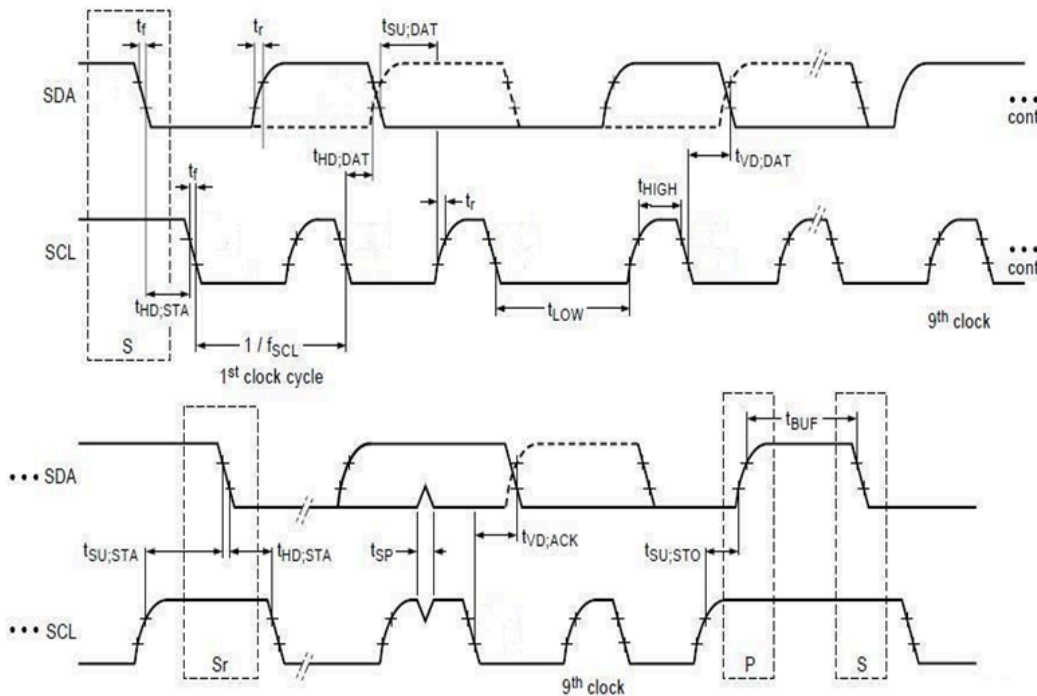 tf tr tSU;DAT
SDA
••• cont
tHD;DAT tVD;DAT
tf tr tHIGH
SCL
••• cont
tHD;STA tLOW
9th clock
S 1 / fSCL
1st clock cycle
tBUF
••• SDA
tSU;STA tHD;STA tSP tVD;ACK tSU;STO
••• SCL
Sr P S
9th clock